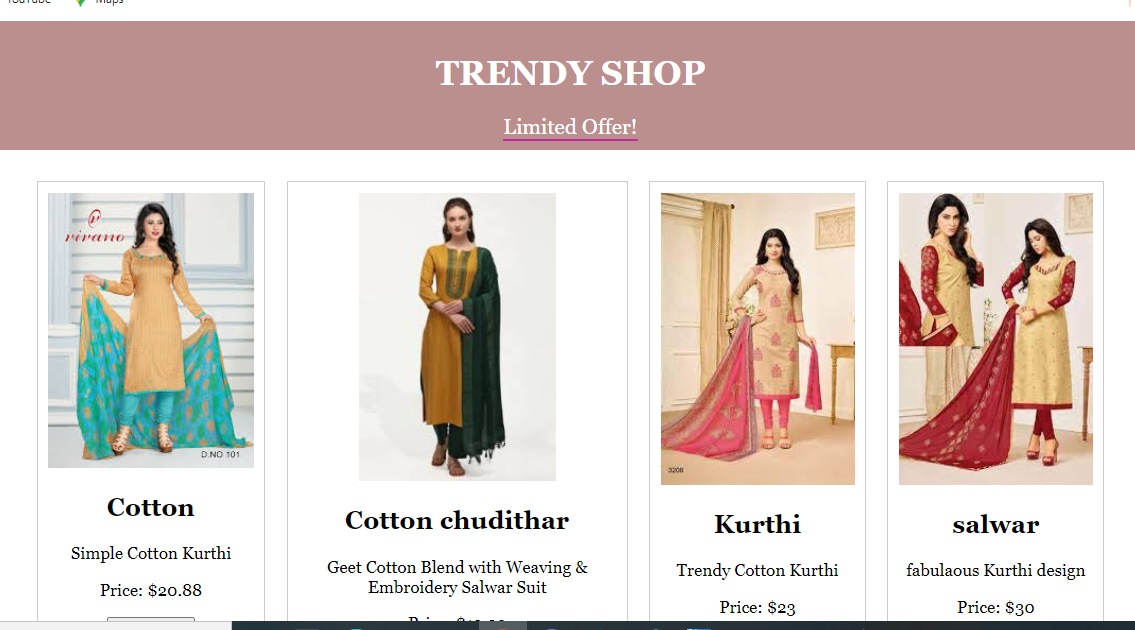 YouTube Maps
TRENDY SHOP
Limited Offer!
virano
D.NO 101
3208
Cotton
Simple Cotton Kurthi
Price: $20.88
Cotton chudithar
Geet Cotton Blend with Weaving &
Embroidery Salwar Suit
Kurthi
Trendy Cotton Kurthi
Price: $23
salwar
fabulaous Kurthi design
Price: $30